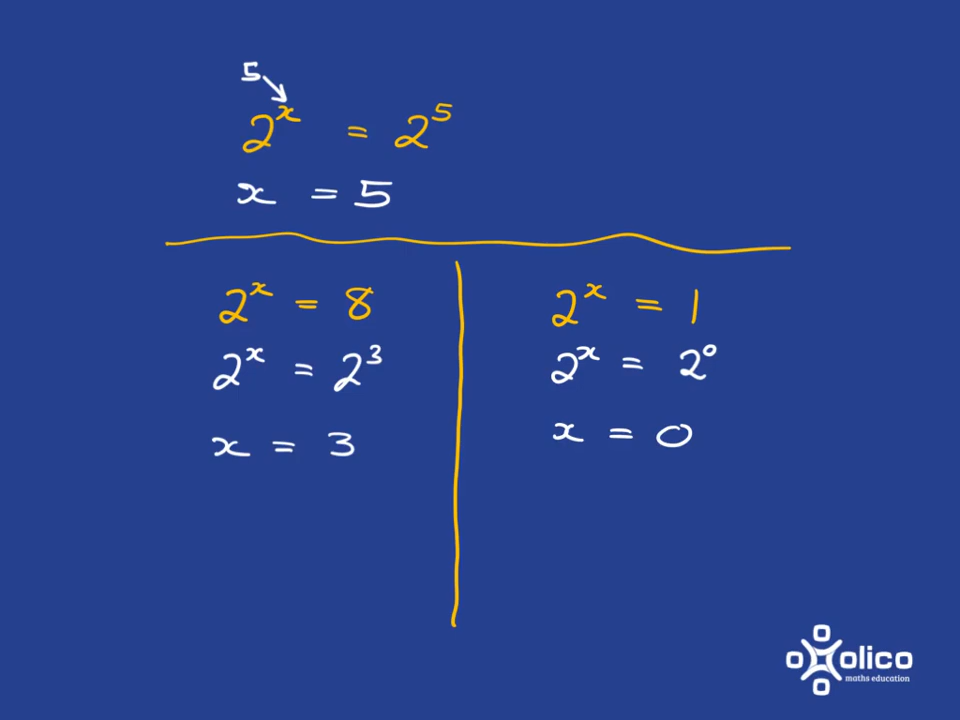 5
2^x = 2^5
x = 5
2^x = 8
2^x = 2^3
x = 3
2^x = 1
2^x = 2^0
x = 0
olico
maths education